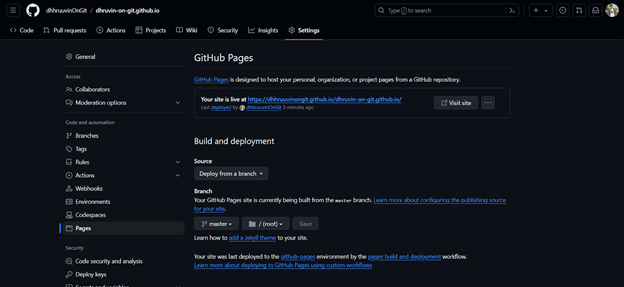 dhhruuvinOnGit / dhruvin-on-git.github.io
Type / to search
Code Pull requests Actions Projects Wiki Security Insights Settings
General
Access
Collaborators
Moderation options
Code and automation
Branches
Tags
Rules
Actions
Webhooks
Environments
Codespaces
Pages
Security
Code security and analysis
Deploy keys
GitHub Pages
GitHub Pages is designed to host your personal, organization, or project pages from a GitHub repository.
Your site is live at https://dhhruuvinongit.github.io/dhruvin-on-git.github.io/
Last deployed by dhhruuvinOnGit 3 minutes ago
Visit site
Build and deployment
Source
Deploy from a branch
Branch
Your GitHub Pages site is currently being built from the master branch. Learn more about configuring the publishing source
for your site.
master / (root) Save
Learn how to add a Jekyll theme to your site.
Your site was last deployed to the github-pages environment by the pages build and deployment workflow.
Learn more about deploying to GitHub Pages using custom workflows